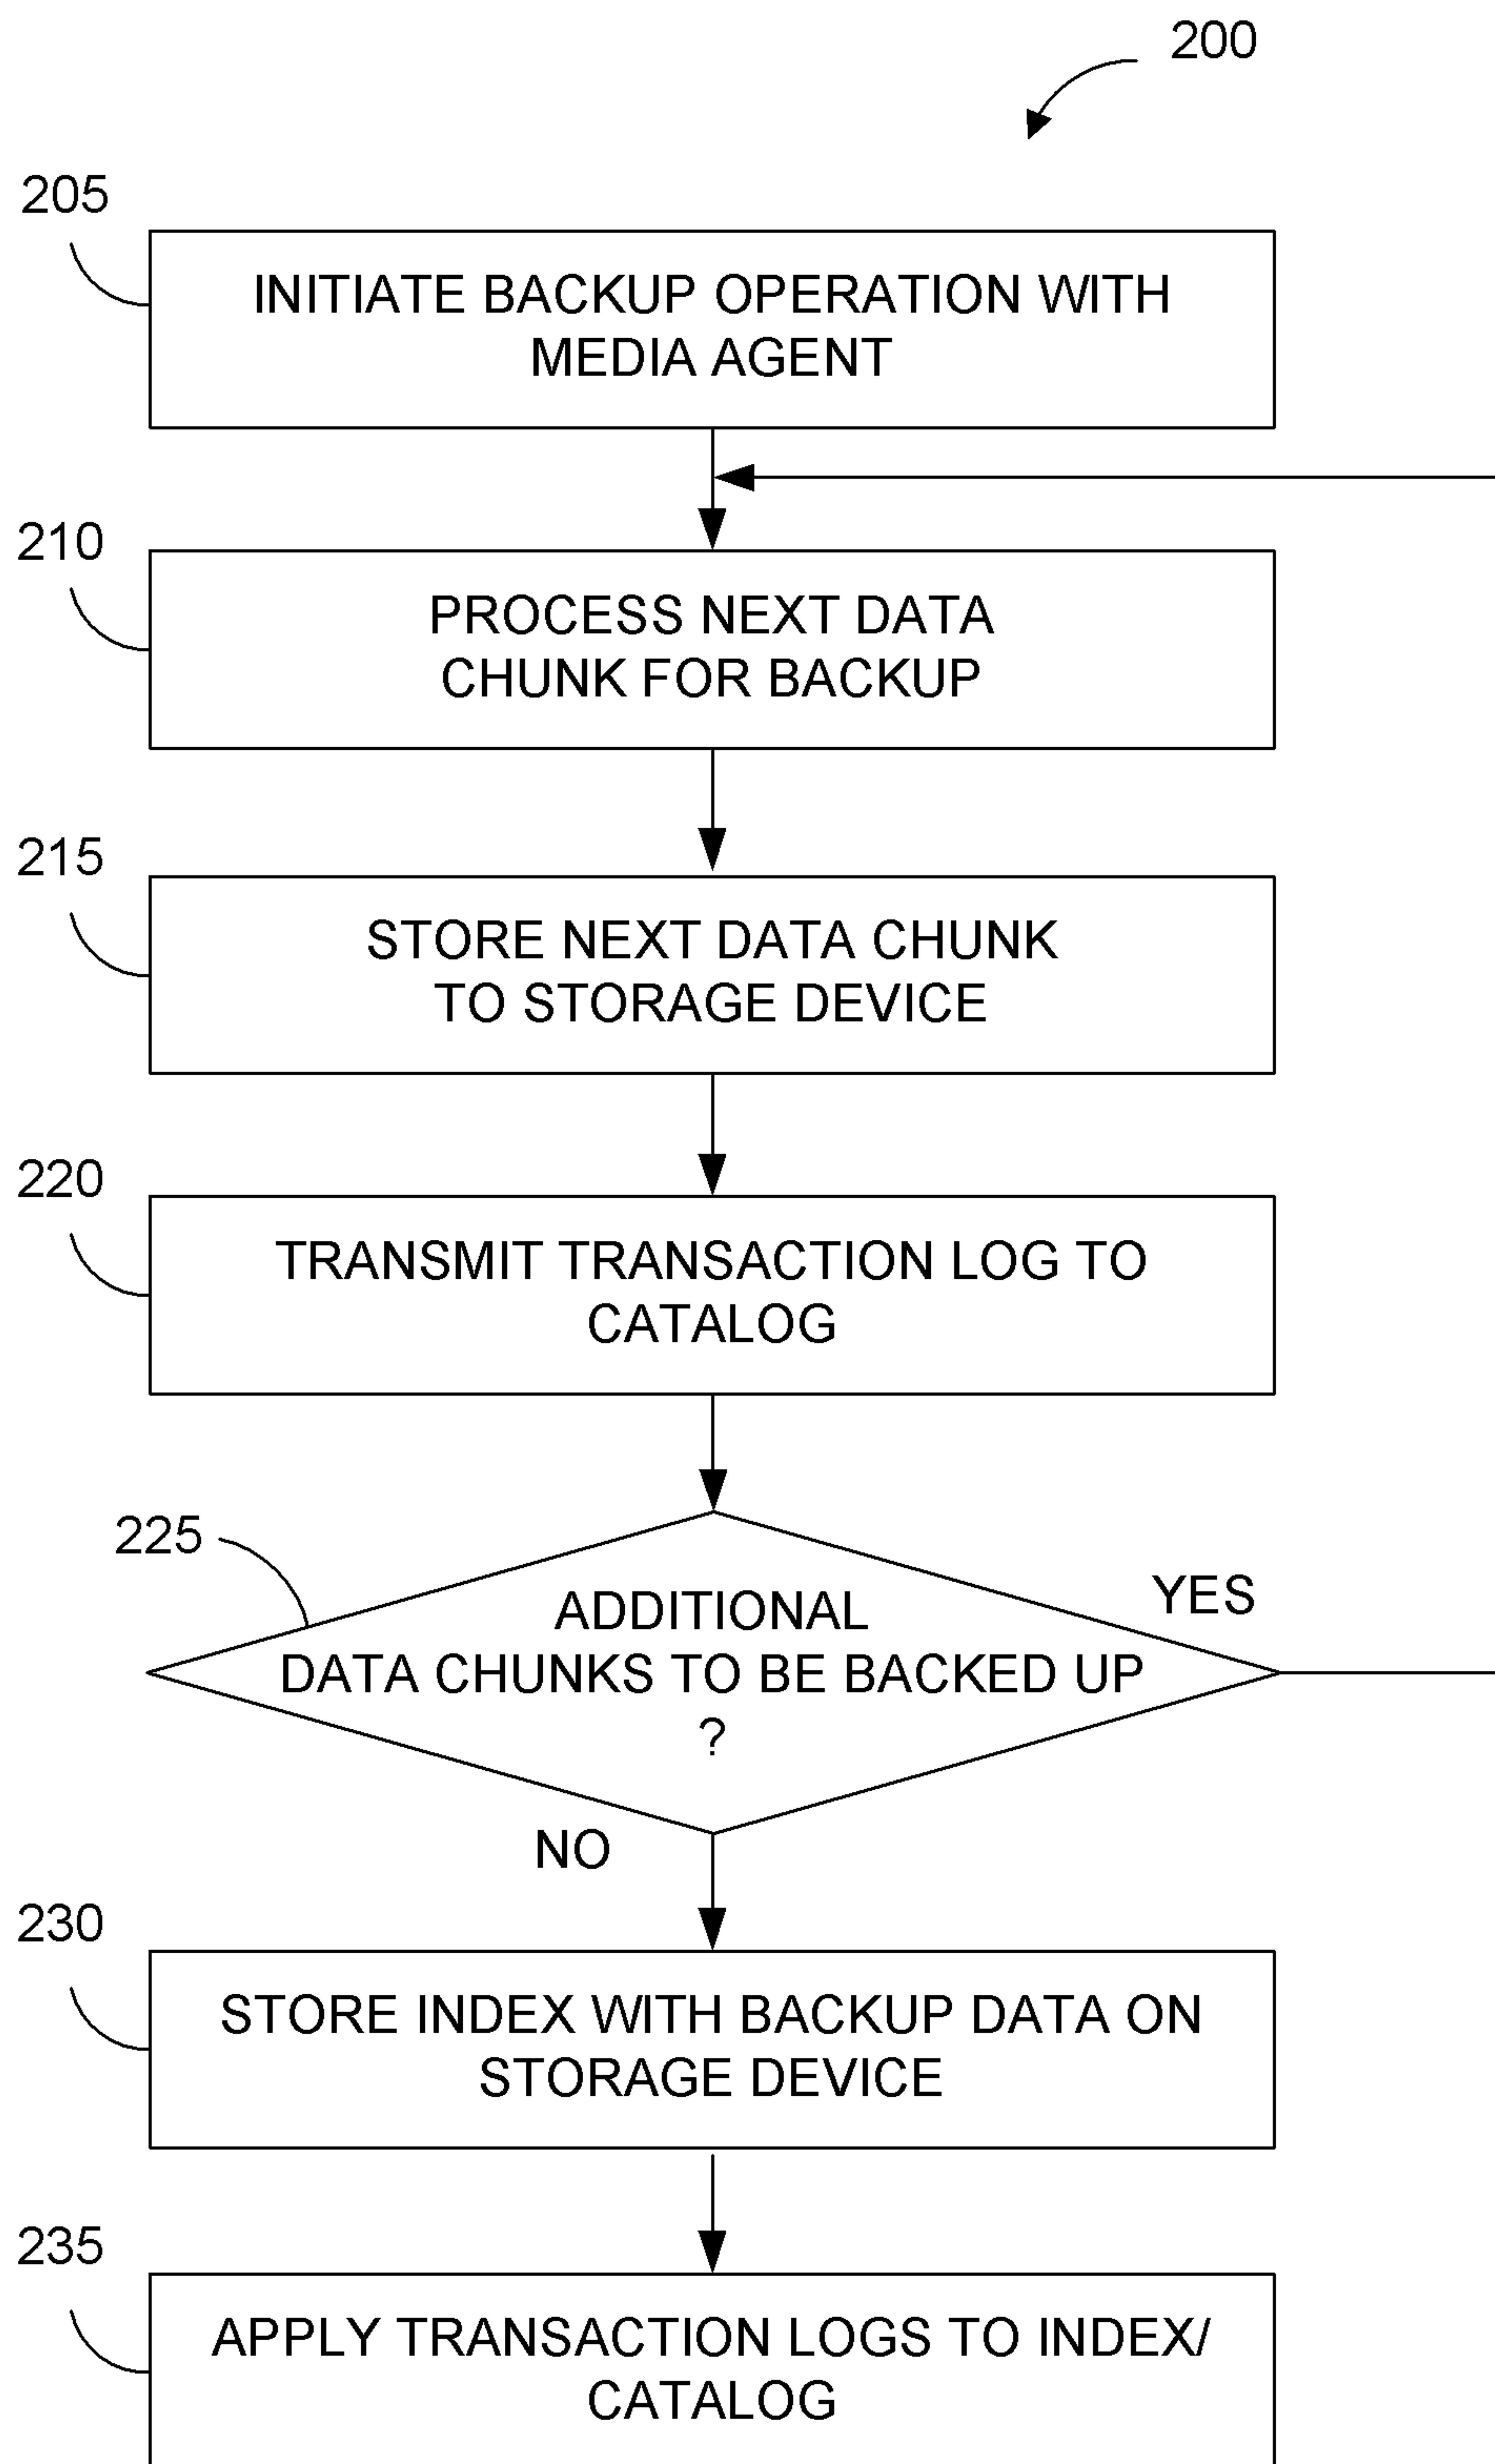 200
205
INITIATE BACKUP OPERATION WITH
MEDIA AGENT
210
PROCESS NEXT DATA
CHUNK FOR BACKUP
215
STORE NEXT DATA CHUNK
TO STORAGE DEVICE
220
TRANSMIT TRANSACTION LOG TO
CATALOG
225
ADDITIONAL
DATA CHUNKS TO BE BACKED UP
?
YES
NO
230
STORE INDEX WITH BACKUP DATA ON
STORAGE DEVICE
235
APPLY TRANSACTION LOGS TO INDEX/
CATALOG